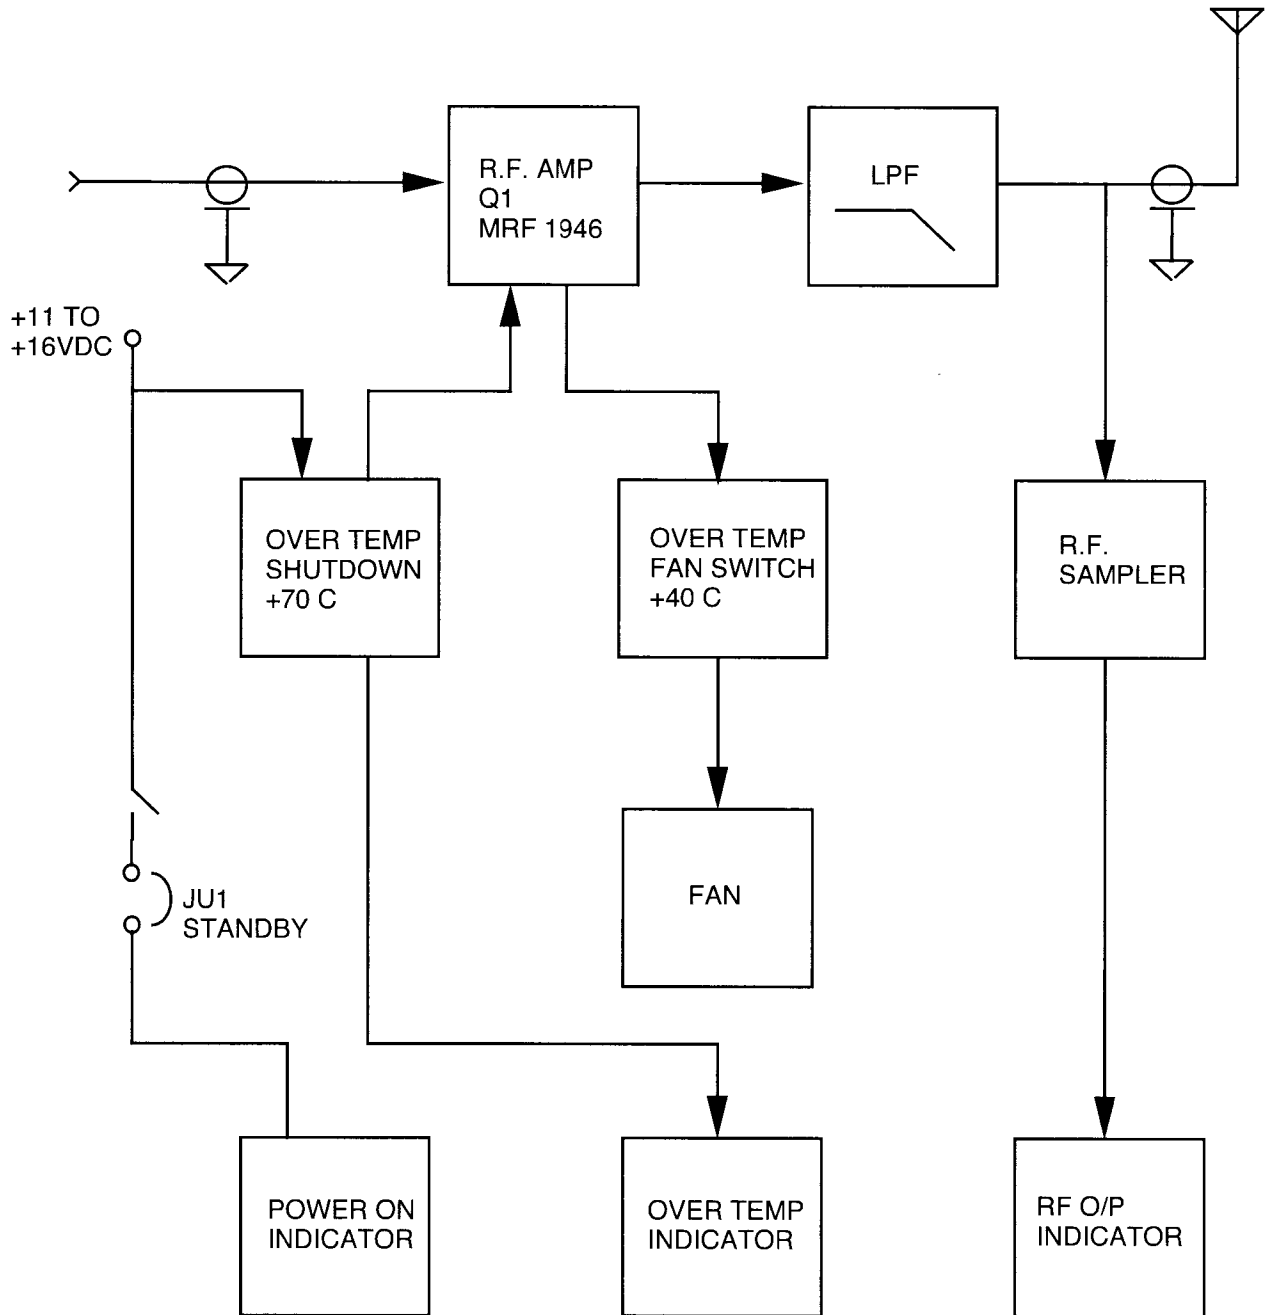 R.F. AMP
Q1
MRF 1946
LPF
+11 TO
+16VDC
OVER TEMP
SHUTDOWN
+70 C
OVER TEMP
FAN SWITCH
+40 C
R.F.
SAMPLER
JU1
STANDBY
FAN
POWER ON
INDICATOR
OVER TEMP
INDICATOR
RF O/P
INDICATOR